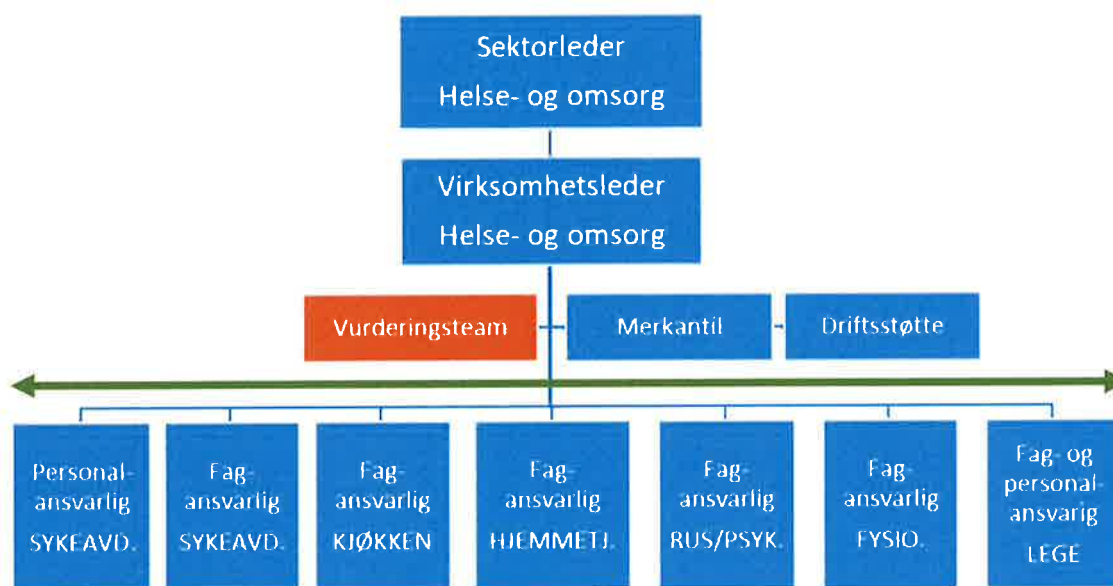 Sektorleder
Helse- og omsorg
Virksomhetsleder
Helse- og omsorg
Vurderingsteam
Merkantil
Driftsstøtte
Personal-
ansvarlig
SYKEAVD.
Fag-
ansvarlig
SYKEAVD.
Fag-
ansvarlig
KJØKKEN
Fag-
ansvarlig
HJEMMETJ.
Fag-
ansvarlig
RUS/PSYK.
Fag-
ansvarlig
FYSIO.
Fag- og
personal-
ansvarig
LEGE